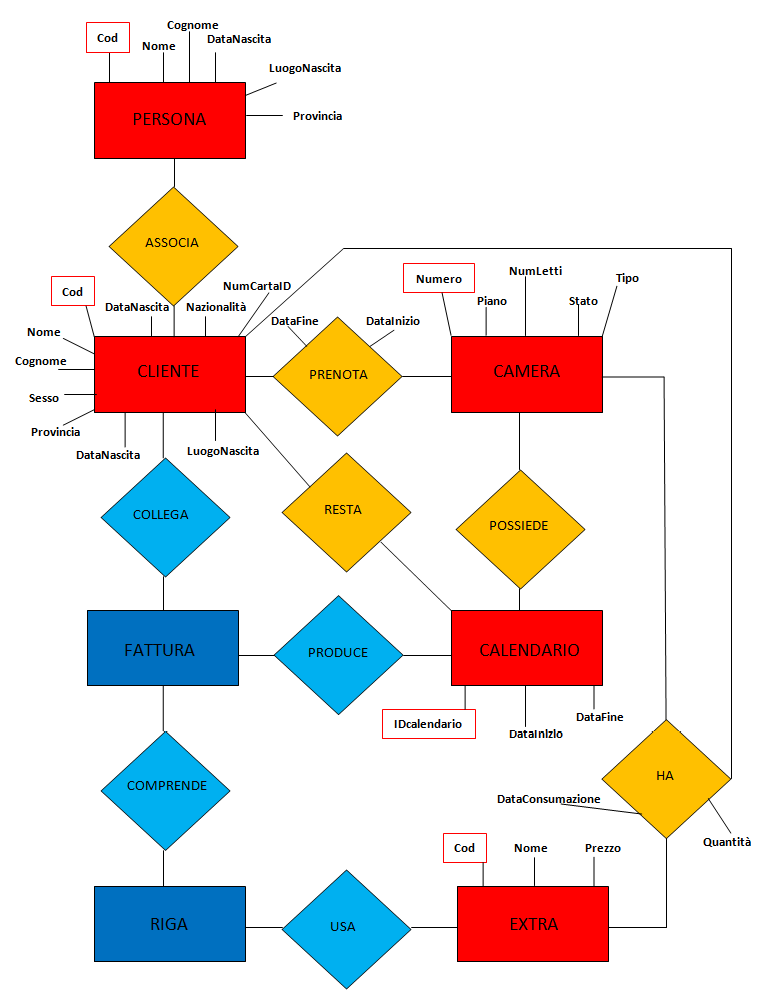 Cognome
Cod
Nome
DataNascita
LuogoNascita
Provincia
PERSONA
ASSOCIA
Cod
DataNascita
Nazionalità
NumCartaID
Nome
Cognome
Sesso
Provincia
DataNascita
LuogoNascita
CLIENTE
DataFine
DataInizio
PRENOTA
Numero
Piano
NumLetti
Stato
Tipo
CAMERA
COLLEGA
RESTA
POSSIEDE
FATTURA
PRODUCE
CALENDARIO
IDcalendario
DataInizio
DataFine
COMPRENDE
HA
DataConsumazione
Quantità
Cod
Nome
Prezzo
RIGA
USA
EXTRA